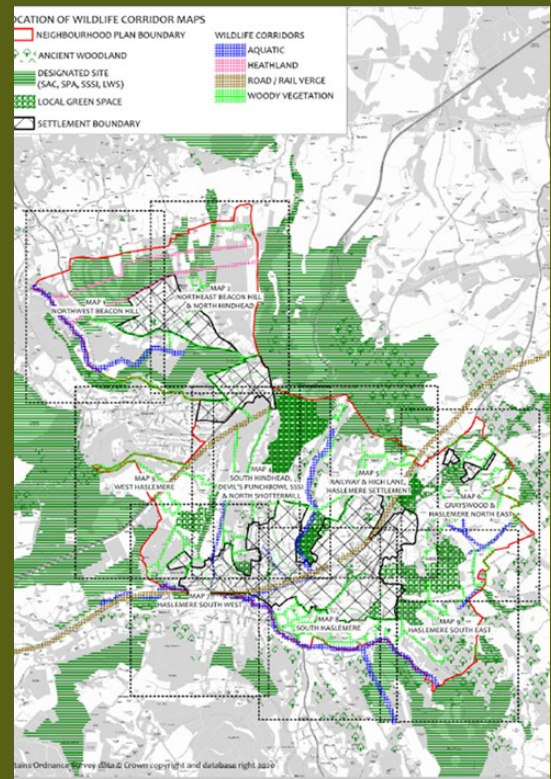 OCATION OF WILDLIFE CORRIDOR MAPS
NEIGHBOURHOOD PLAN BOUNDARY
ANCIENT WOODLAND
DESIGNATED SITE
(SAC, SPA, SSSI, LWS)
LOCAL GREEN SPACE
SETTLEMENT BOUNDARY
WILDLIFE CORRIDORS
AQUATIC
HEATHLAND
ROAD / RAIL VERGE
WOODY VEGETATION
MAP 1
NORTHWEST BEACON HILL
MAP 2
NORTHEAST BEACON HILL
& NORTH HINDHEAD
MAP 3
WEST HASLEMERE
MAP 4
SOUTH HINDHEAD,
DEVIL'S PUNCHBOWL SSSI
& NORTH SHOTTERMILL
MAP 5
RAILWAY & HIGH LANE,
HASLEMERE SETTLEMENT
MAP 6
GRAYSWOOD &
HASLEMERE NORTH EAST
MAP 7
HASLEMERE SOUTH WEST
MAP 8
SOUTH HASLEMERE
MAP 9
HASLEMERE SOUTH EAST
tains Ordnance Survey data © Crown copyright and database right 2020